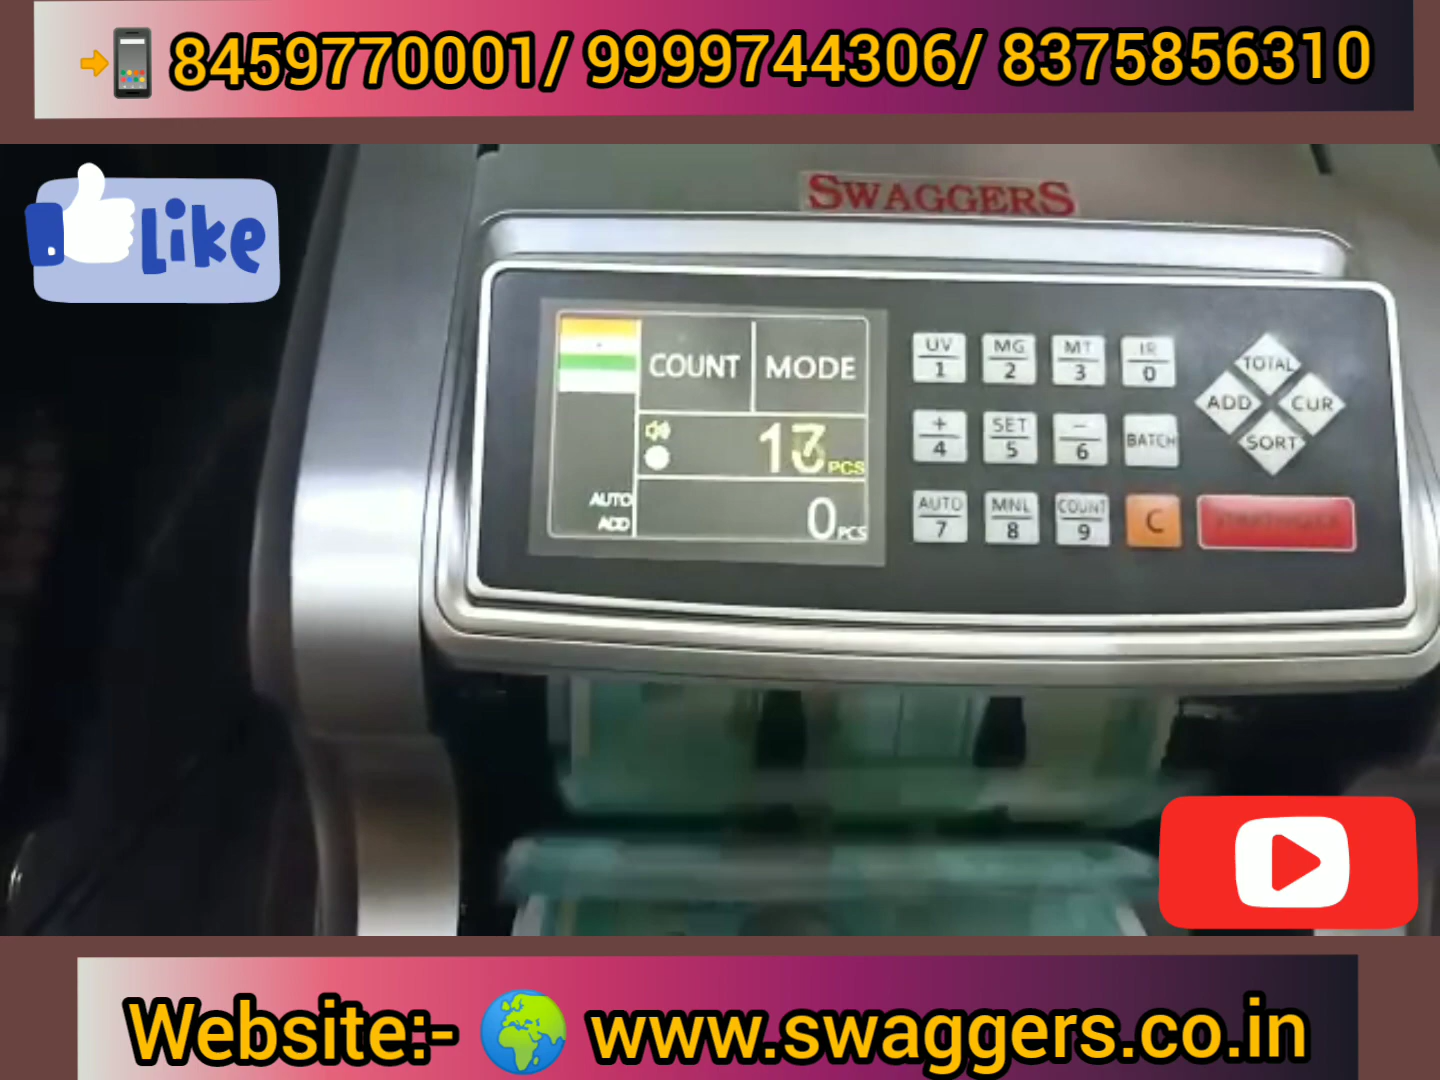 8459770001/ 9999744306/ 8375856310
Like
SWAGGERS
COUNT MODE
PCS
AUTO
ADD
0 PCS
UV 1 MG 2 MT 3 IR 0
+ 4 SET 5 - 6 BATCH
AUTO 7 MNL 8 COUNT 9 C
TOTAL
ADD CUR
SORT
Website:- www.swaggers.co.in